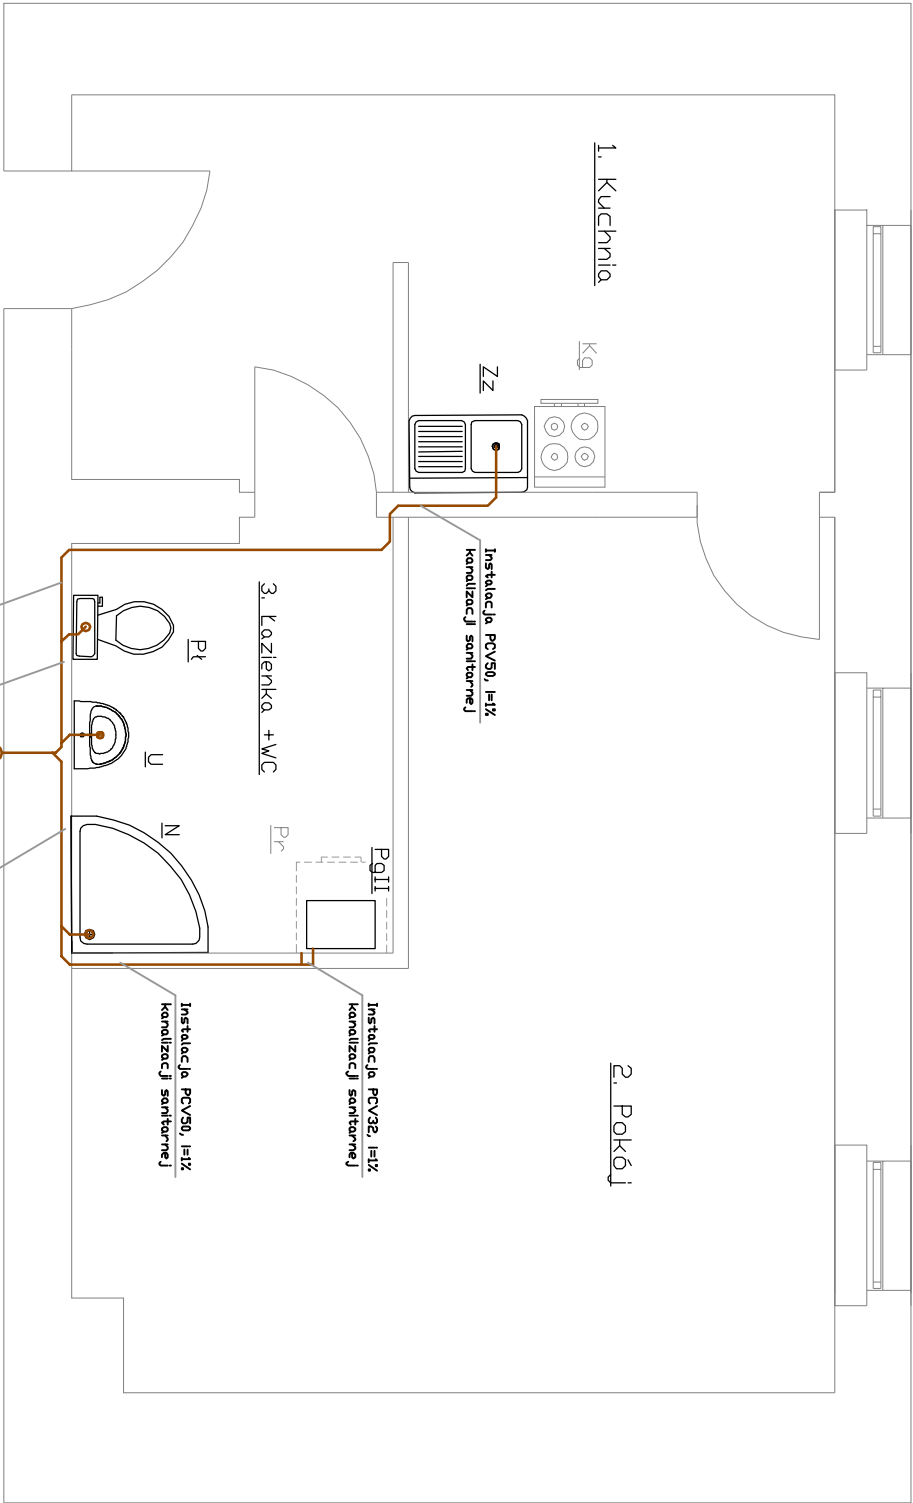 1. Kuchnia
Kg
Zz
Instalacja PCV50, i=1%
kanalizacji sanitarnej
3. Łazienka +WC
Pł
U
N
Pr
PgII
Instalacja PCV32, i=1%
kanalizacji sanitarnej
Instalacja PCV50, i=1%
kanalizacji sanitarnej
2. Pokój